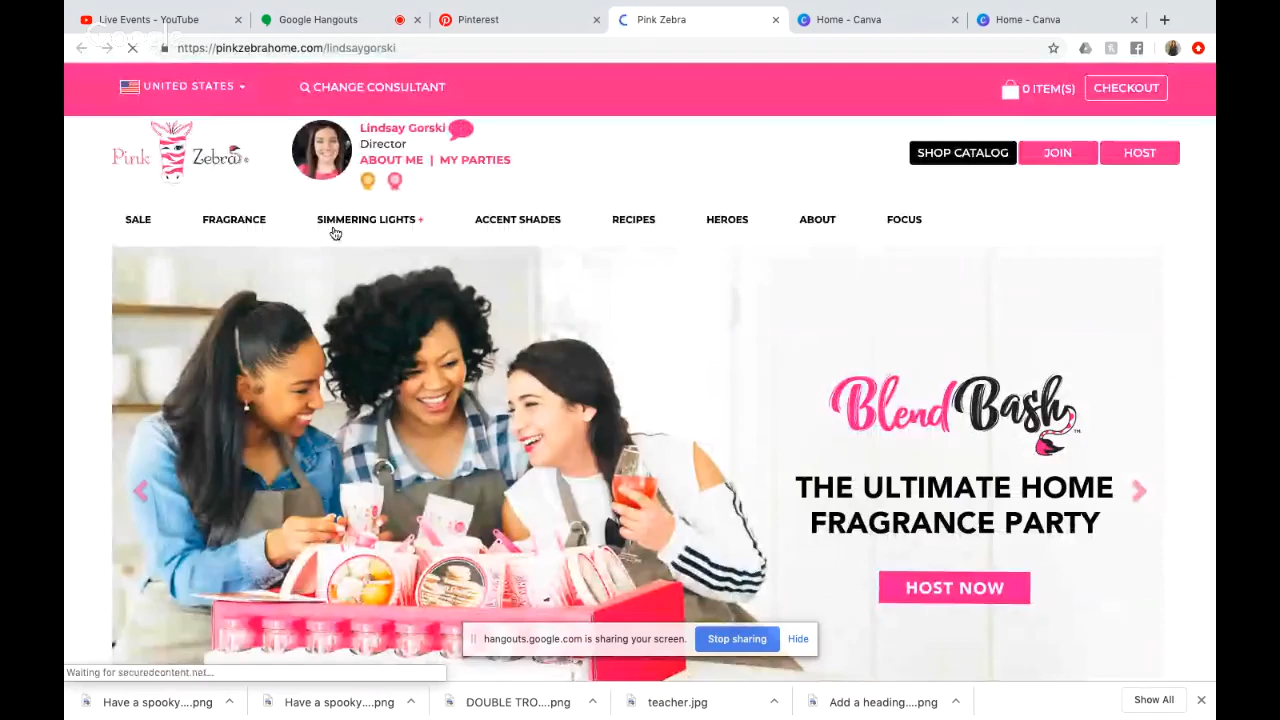 Live Events - YouTube
Google Hangouts
Pinterest
Pink Zebra
Home - Canva
Home - Canva
Google
https://pinkzebrahome.com/lindsaygorski
UNITED STATES
CHANGE CONSULTANT
0 ITEM(S)
CHECKOUT
Pink Zebra
Lindsay Gorski
Director
ABOUT ME | MY PARTIES
SHOP CATALOG
JOIN
HOST
SALE
FRAGRANCE
SIMMERING LIGHTS +
ACCENT SHADES
RECIPES
HEROES
ABOUT
FOCUS
BlendBash™
THE ULTIMATE HOME
FRAGRANCE PARTY
HOST NOW
hangouts.google.com is sharing your screen.
Stop sharing
Hide
Waiting for securedcontent.net...
Have a spooky....png
Have a spooky....png
DOUBLE TRO....png
teacher.jpg
Add a heading....png
Show All